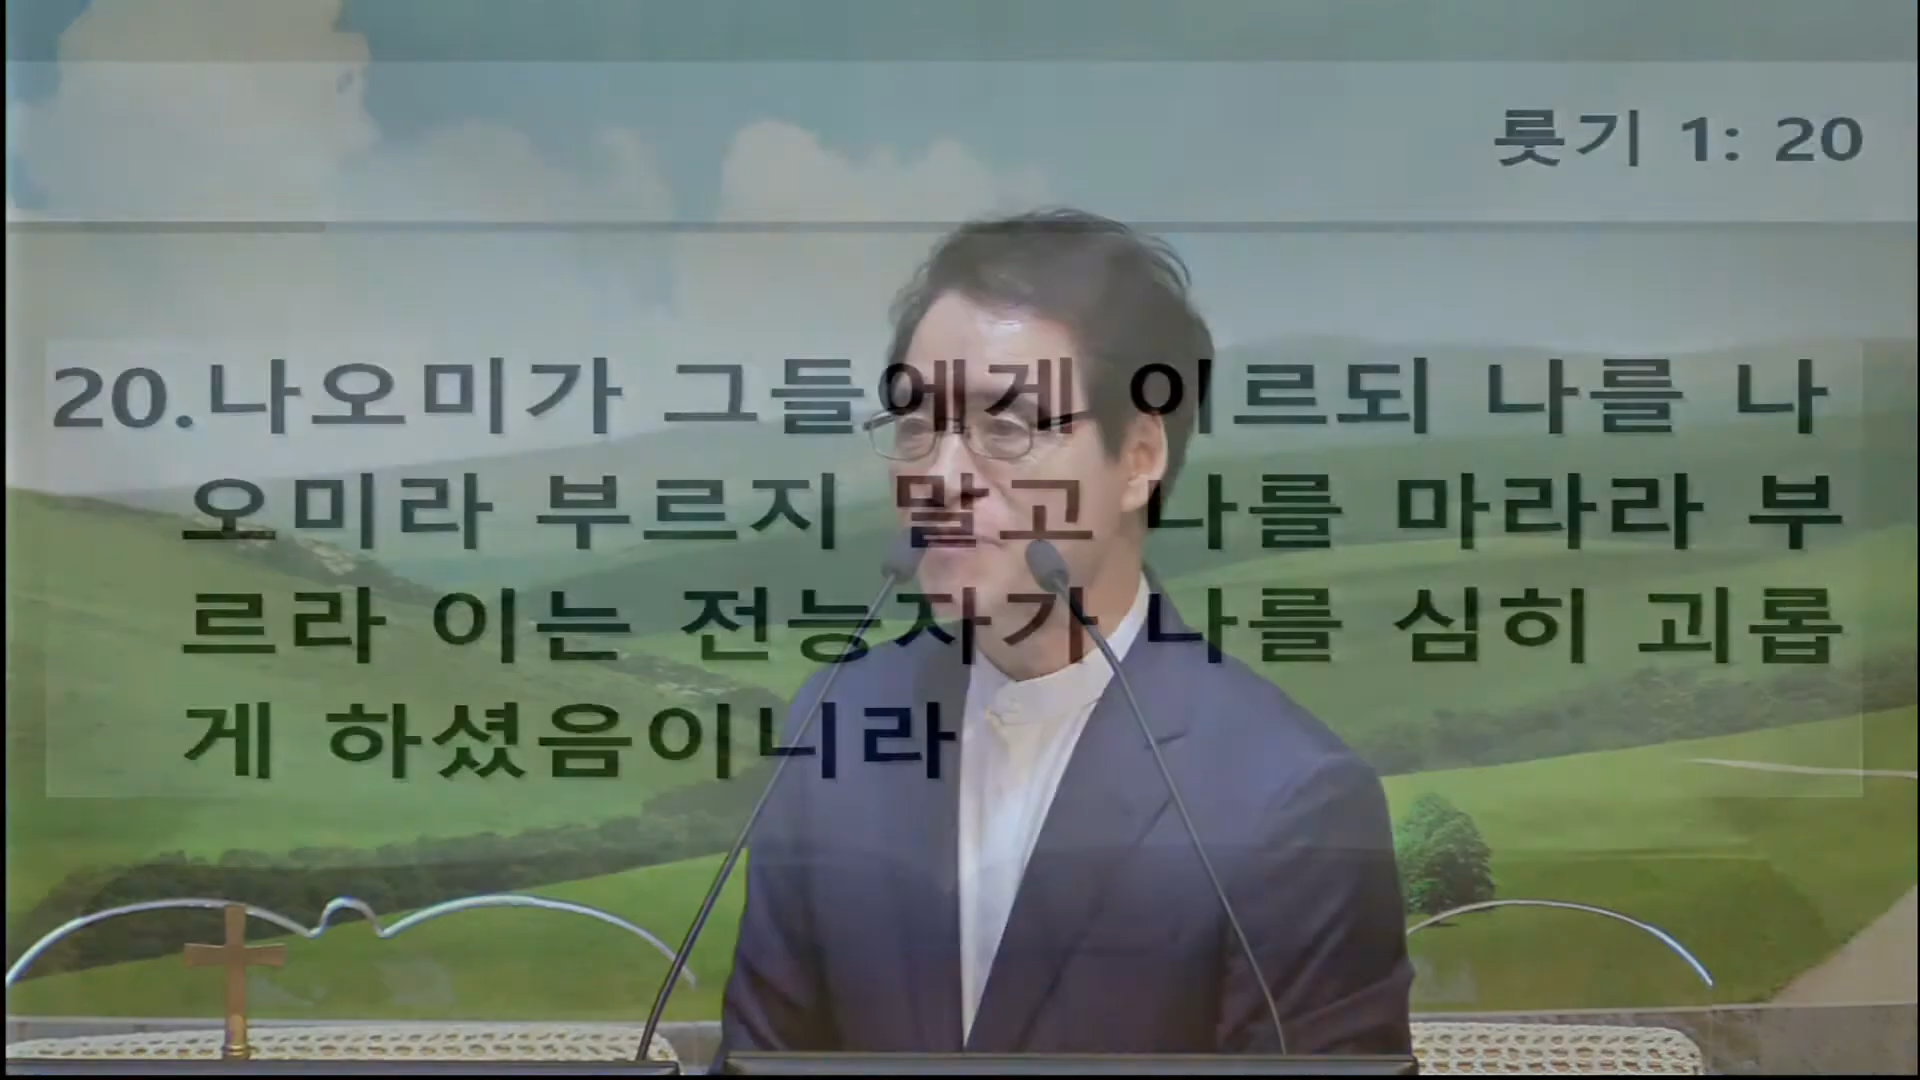 룻기 1: 20
20.나오미가 그들에게 이르되 나를 나
오미라 부르지 말고 나를 마라라 부
르라 이는 전능자가 나를 심히 괴롭
게 하셨음이니라